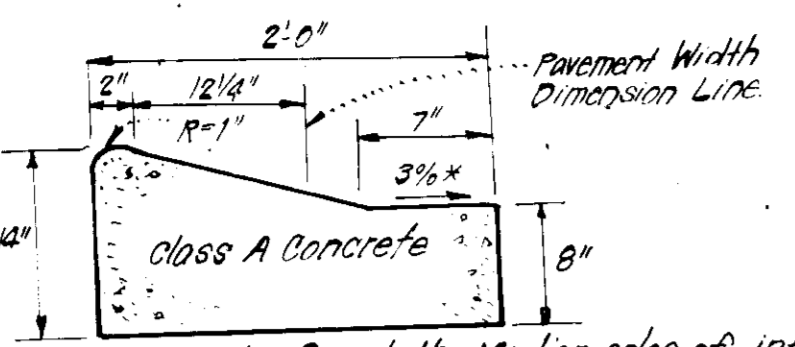 2'-0"
2"
12 1/4"
Pavement Width
Dimension Line.
R=1"
7"
3% *
Class A Concrete
8"